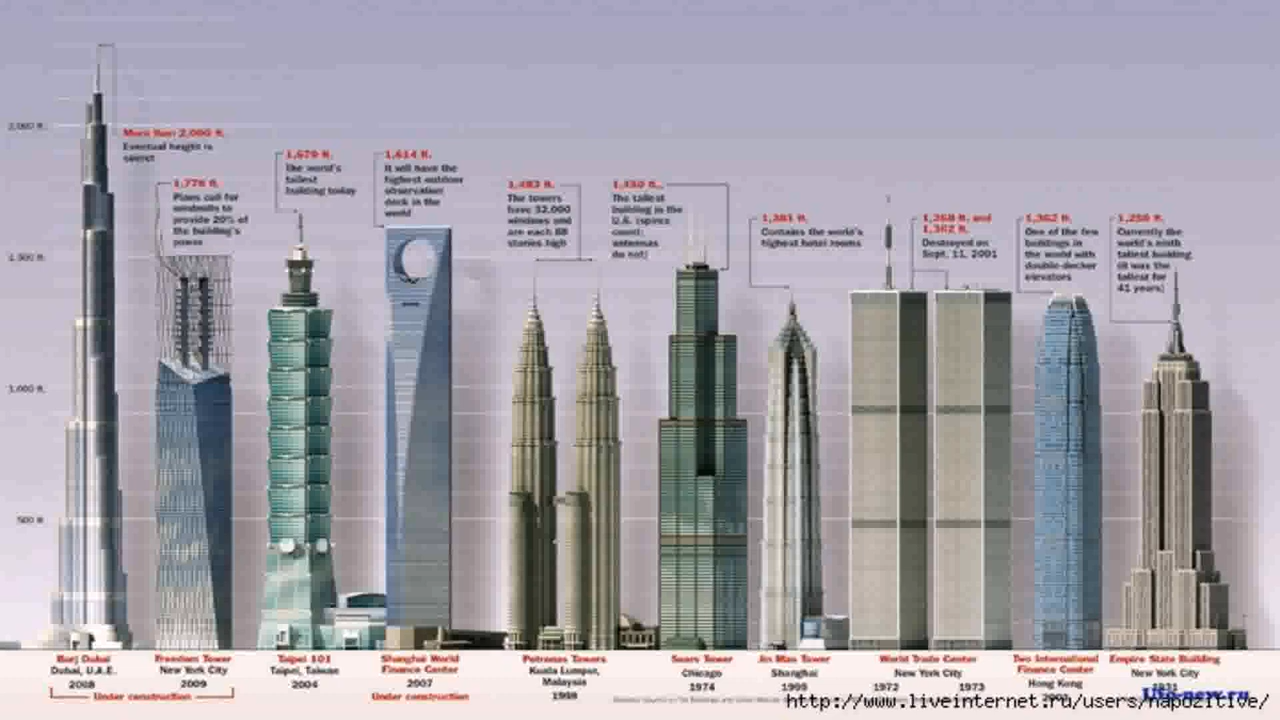 2,000 ft.
1,500 ft.
1,000 ft.
500 ft.
More than 2,000 ft.
Eventual height is
secret
1,776 ft.
Plans call for
windmills to
provide 20% of
the building's
power
1,670 ft.
The world's
tallest
building today
1,614 ft.
It will have the
highest outdoor
observation
deck in the
world
1,483 ft.
The towers
have 32,000
windows and
are each 88
stories high
1,450 ft.
The tallest
building in the
U.S. (spires
count;
antennas
do not)
1,381 ft.
Contains the world's
highest hotel rooms
1,368 ft. and
1,362 ft.
Destroyed on
Sept. 11, 2001
1,362 ft.
One of the few
buildings in
the world with
double-decker
elevators
1,250 ft.
Currently the
world's ninth
tallest building
(it was the
tallest for
41 years)
Burj Dubai
Dubai, U.A.E.
2008
Freedom Tower
New York City
2009
Under construction
Taipei 101
Taipei, Taiwan
2004
Shanghai World
Finance Center
2007
Under construction
Petronas Towers
Kuala Lumpur,
Malaysia
1998
Sears Tower
Chicago
1974
Jin Mao Tower
Shanghai
1999
World Trade Center
New York City
1972 1973
Two International
Finance Center
Hong Kong
Empire State Building
New York City
1931
http://www.liveinternet.ru/users/napozitive/